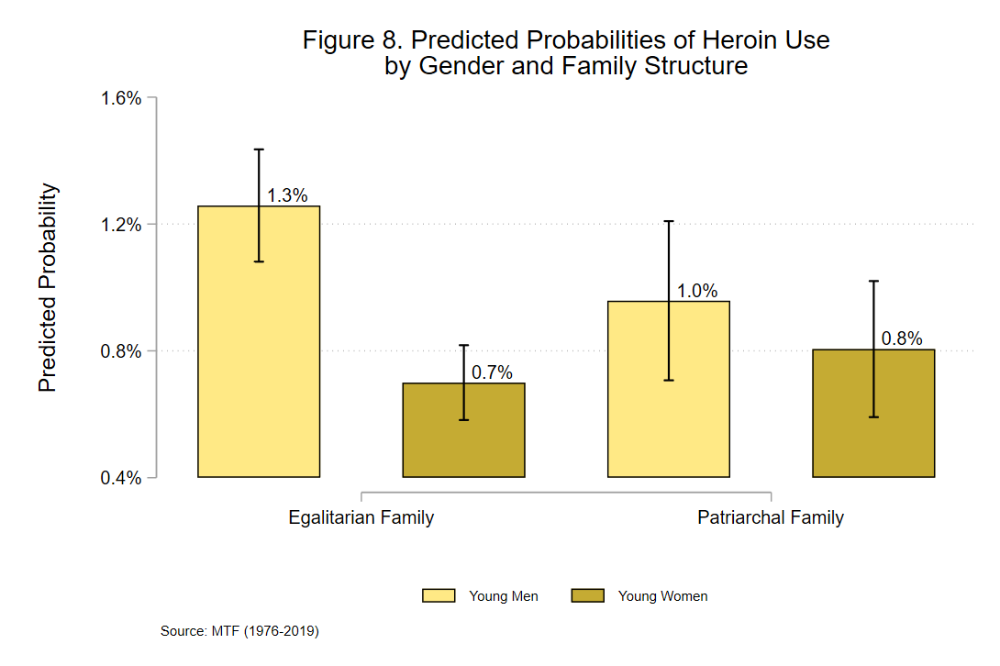 Figure 8. Predicted Probabilities of Heroin Use
by Gender and Family Structure
Predicted Probability
1.6%
1.2%
0.8%
0.4%
1.3%
0.7%
1.0%
0.8%
Egalitarian Family
Patriarchal Family
Young Men
Young Women
Source: MTF (1976-2019)